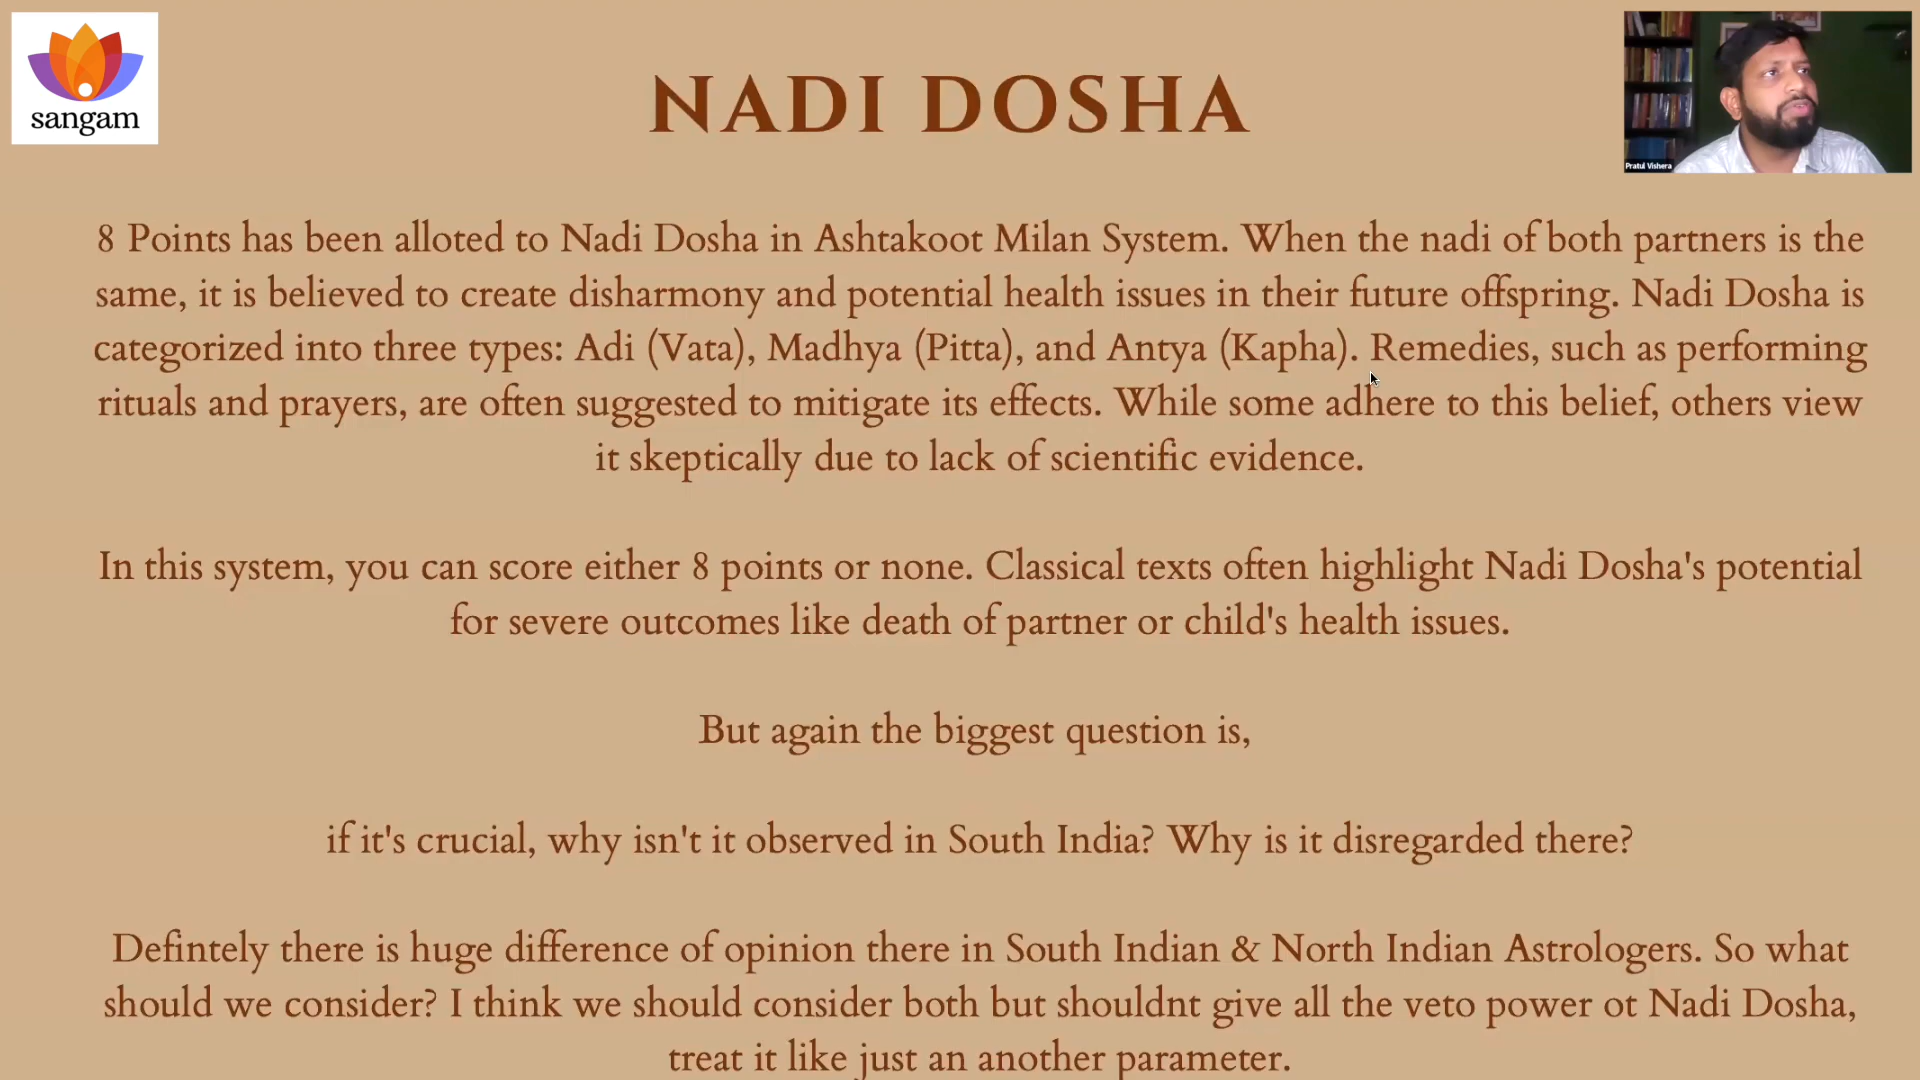 sangam
NADI DOSHA
Pratul Vishera
8 Points has been alloted to Nadi Dosha in Ashtakoot Milan System. When the nadi of both partners is the
same, it is believed to create disharmony and potential health issues in their future offspring. Nadi Dosha is
categorized into three types: Adi (Vata), Madhya (Pitta), and Antya (Kapha). Remedies, such as performing
rituals and prayers, are often suggested to mitigate its effects. While some adhere to this belief, others view
it skeptically due to lack of scientific evidence.
In this system, you can score either 8 points or none. Classical texts often highlight Nadi Dosha's potential
for severe outcomes like death of partner or child's health issues.
But again the biggest question is,
if it's crucial, why isn't it observed in South India? Why is it disregarded there?
Defintely there is huge difference of opinion there in South Indian & North Indian Astrologers. So what
should we consider? I think we should consider both but shouldnt give all the veto power ot Nadi Dosha,
treat it like just an another parameter.